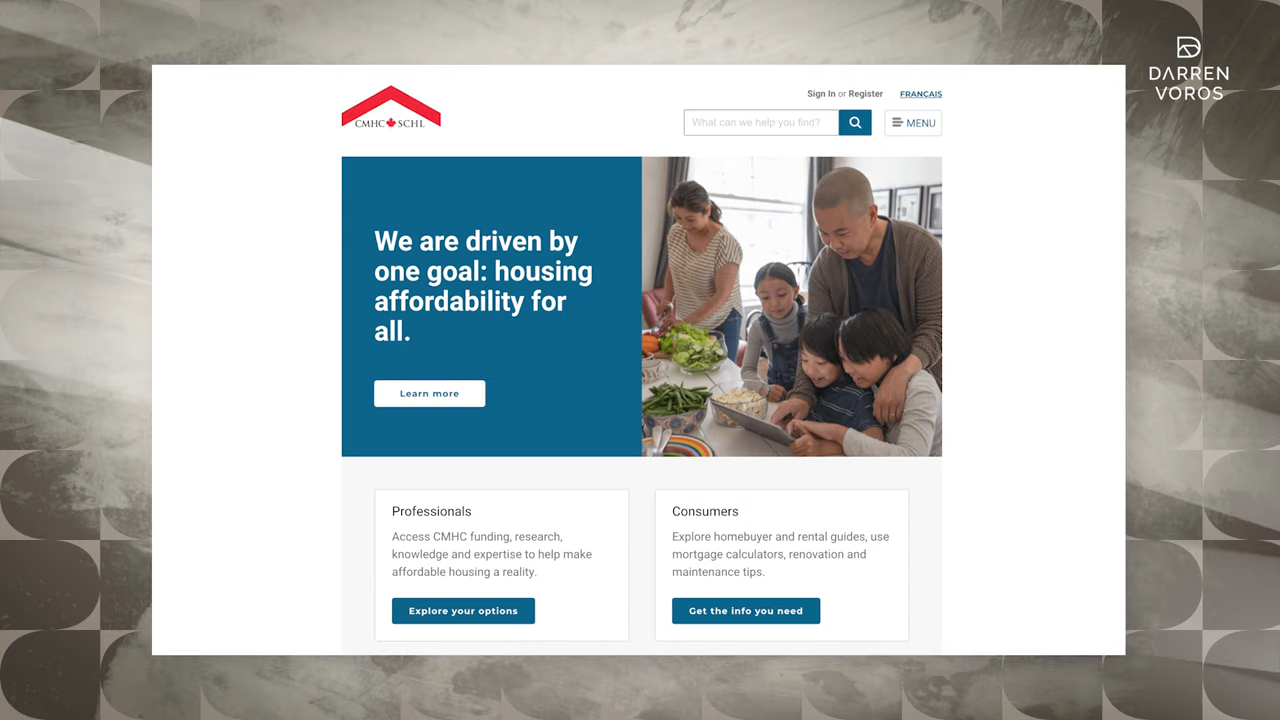 DARREN
VOROS
Sign In or Register FRANÇAIS
CMHC SCHL
What can we help you find?
MENU
We are driven by
one goal: housing
affordability for
all.
Learn more
Professionals
Access CMHC funding, research,
knowledge and expertise to help make
affordable housing a reality.
Explore your options
Consumers
Explore homebuyer and rental guides, use
mortgage calculators, renovation and
maintenance tips.
Get the info you need